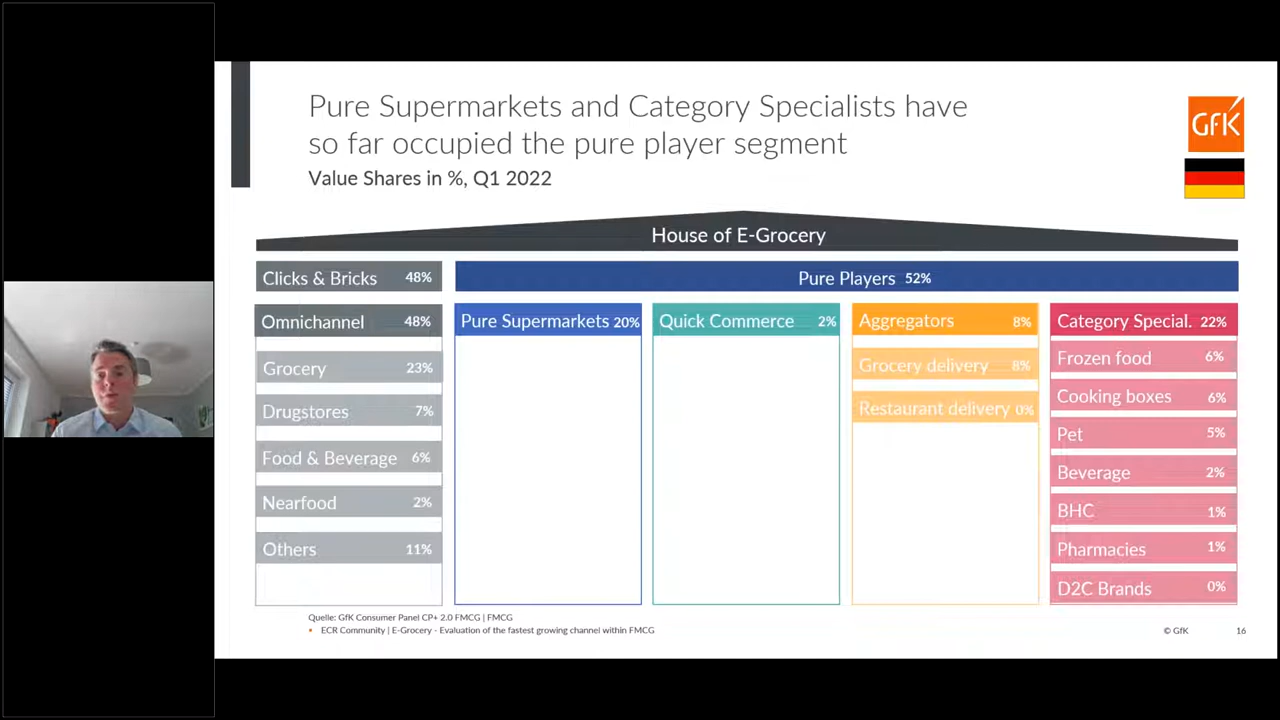 Pure Supermarkets and Category Specialists have
so far occupied the pure player segment
Value Shares in %, Q1 2022
GfK
House of E-Grocery
Clicks & Bricks 48%
Pure Players 52%
Omnichannel 48%
Grocery 23%
Drugstores 7%
Food & Beverage 6%
Nearfood 2%
Others 11%
Pure Supermarkets 20%
Quick Commerce 2%
Aggregators 8%
Grocery delivery 8%
Restaurant delivery 0%
Category Special. 22%
Frozen food 6%
Cooking boxes 6%
Pet 5%
Beverage 2%
BHC 1%
Pharmacies 1%
D2C Brands 0%
Quelle: GfK Consumer Panel CP+ 2.0 FMCG | FMCG
• ECR Community | E-Grocery - Evaluation of the fastest growing channel within FMCG
© GfK 16